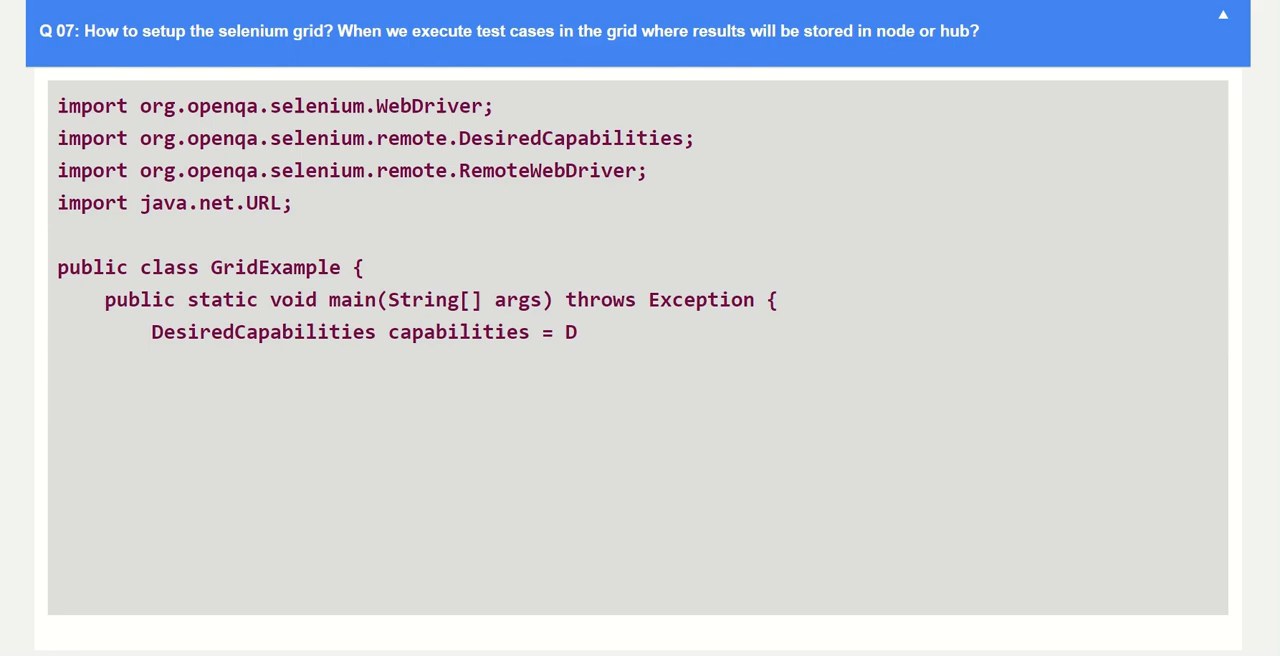 Q 07: How to setup the selenium grid? When we execute test cases in the grid where results will be stored in node or hub?
import org.openqa.selenium.WebDriver;
import org.openqa.selenium.remote.DesiredCapabilities;
import org.openqa.selenium.remote.RemoteWebDriver;
import java.net.URL;
public class GridExample {
public static void main(String[] args) throws Exception {
DesiredCapabilities capabilities = D